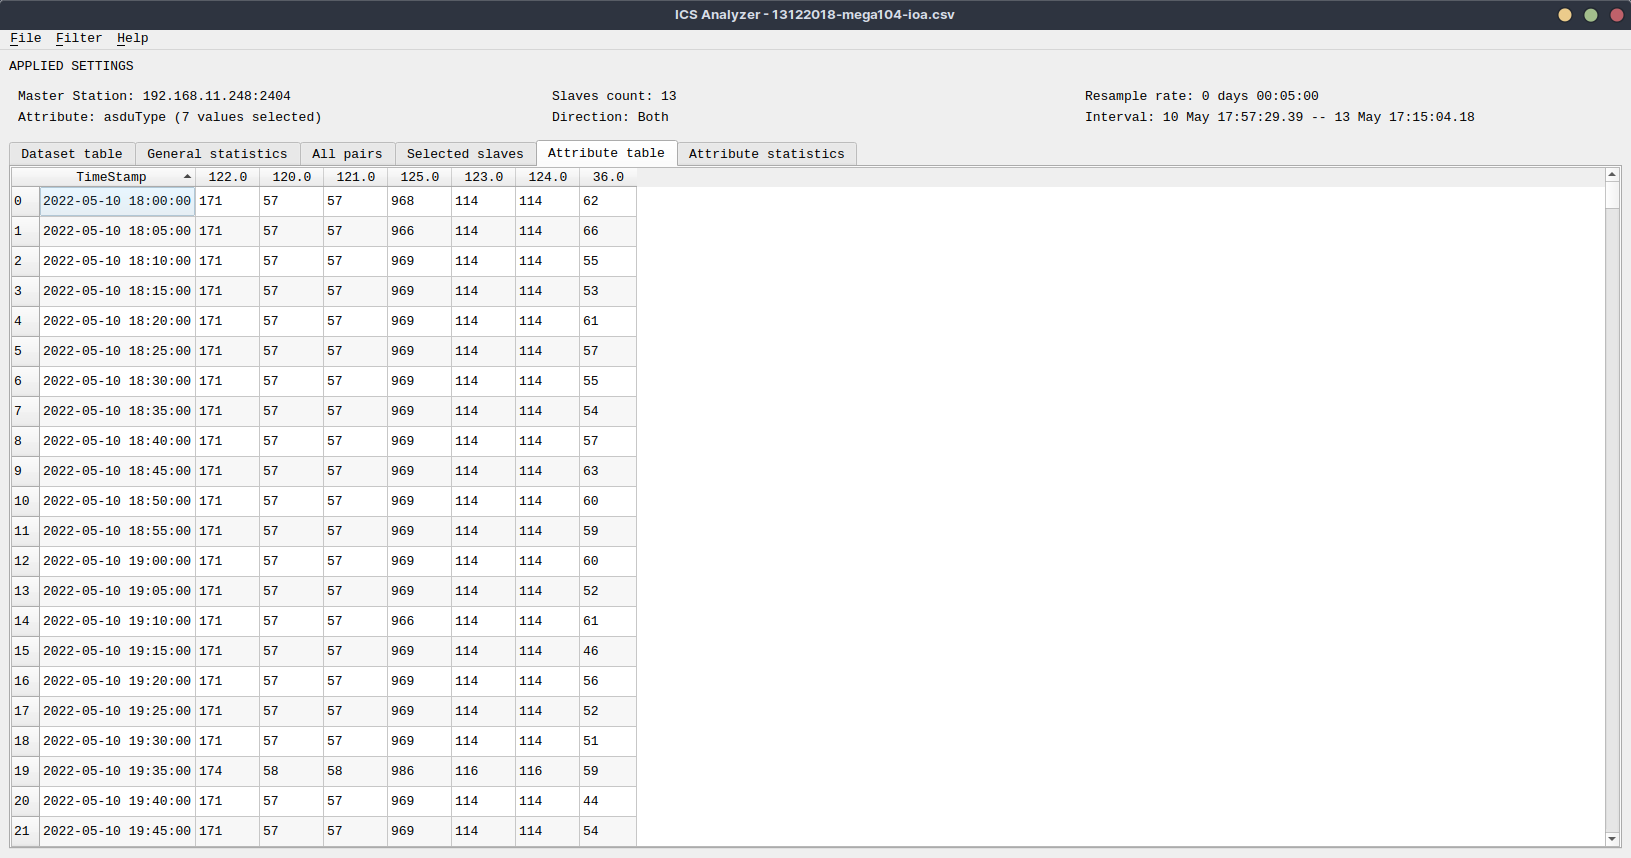 ICS Analyzer - 13122018-mega104-ioa.csv
File Filter Help
APPLIED SETTINGS
Master Station: 192.168.11.248:2404 Slaves count: 13 Resample rate: 0 days 00:05:00
Attribute: asduType (7 values selected) Direction: Both Interval: 10 May 17:57:29.39 -- 13 May 17:15:04.18
Dataset table General statistics All pairs Selected slaves Attribute table Attribute statistics
TimeStamp 122.0 120.0 121.0 125.0 123.0 124.0 36.0
0 2022-05-10 18:00:00 171 57 57 968 114 114 62
1 2022-05-10 18:05:00 171 57 57 966 114 114 66
2 2022-05-10 18:10:00 171 57 57 969 114 114 55
3 2022-05-10 18:15:00 171 57 57 969 114 114 53
4 2022-05-10 18:20:00 171 57 57 969 114 114 61
5 2022-05-10 18:25:00 171 57 57 969 114 114 57
6 2022-05-10 18:30:00 171 57 57 969 114 114 55
7 2022-05-10 18:35:00 171 57 57 969 114 114 54
8 2022-05-10 18:40:00 171 57 57 969 114 114 57
9 2022-05-10 18:45:00 171 57 57 969 114 114 63
10 2022-05-10 18:50:00 171 57 57 969 114 114 60
11 2022-05-10 18:55:00 171 57 57 969 114 114 59
12 2022-05-10 19:00:00 171 57 57 969 114 114 60
13 2022-05-10 19:05:00 171 57 57 969 114 114 52
14 2022-05-10 19:10:00 171 57 57 966 114 114 61
15 2022-05-10 19:15:00 171 57 57 969 114 114 46
16 2022-05-10 19:20:00 171 57 57 969 114 114 56
17 2022-05-10 19:25:00 171 57 57 969 114 114 52
18 2022-05-10 19:30:00 171 57 57 969 114 114 51
19 2022-05-10 19:35:00 174 58 58 986 116 116 59
20 2022-05-10 19:40:00 171 57 57 969 114 114 44
21 2022-05-10 19:45:00 171 57 57 969 114 114 54